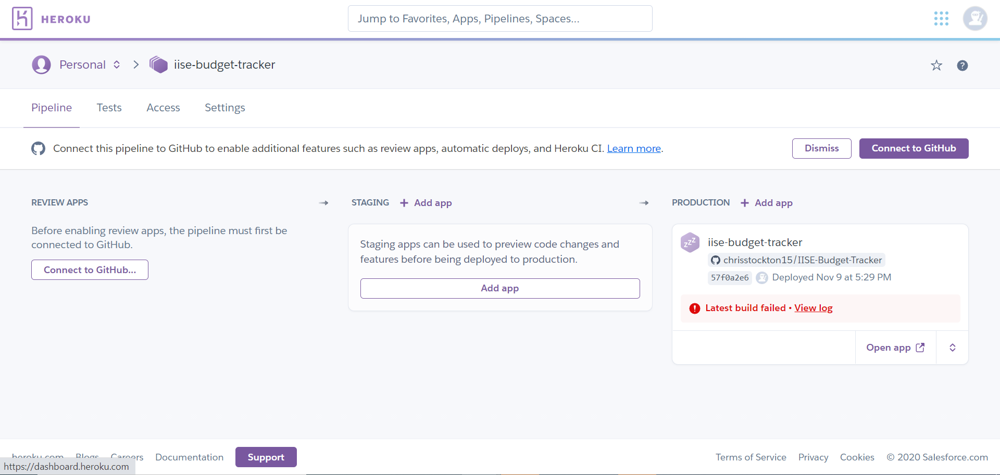 HEROKU
Jump to Favorites, Apps, Pipelines, Spaces...
Personal
iise-budget-tracker
Pipeline
Tests
Access
Settings
Connect this pipeline to GitHub to enable additional features such as review apps, automatic deploys, and Heroku CI. Learn more.
Dismiss
Connect to GitHub
REVIEW APPS
Before enabling review apps, the pipeline must first be
connected to GitHub.
Connect to GitHub...
STAGING
Add app
Staging apps can be used to preview code changes and
features before being deployed to production.
Add app
PRODUCTION
Add app
zzz
iise-budget-tracker
chrisstockton15/IISE-Budget-Tracker
57f0a2e6 Deployed Nov 9 at 5:29 PM
Latest build failed • View log
Open app
heroku.com
Blogs
Careers
Documentation
Support
Terms of Service
Privacy
Cookies
© 2020 Salesforce.com
https://dashboard.heroku.com